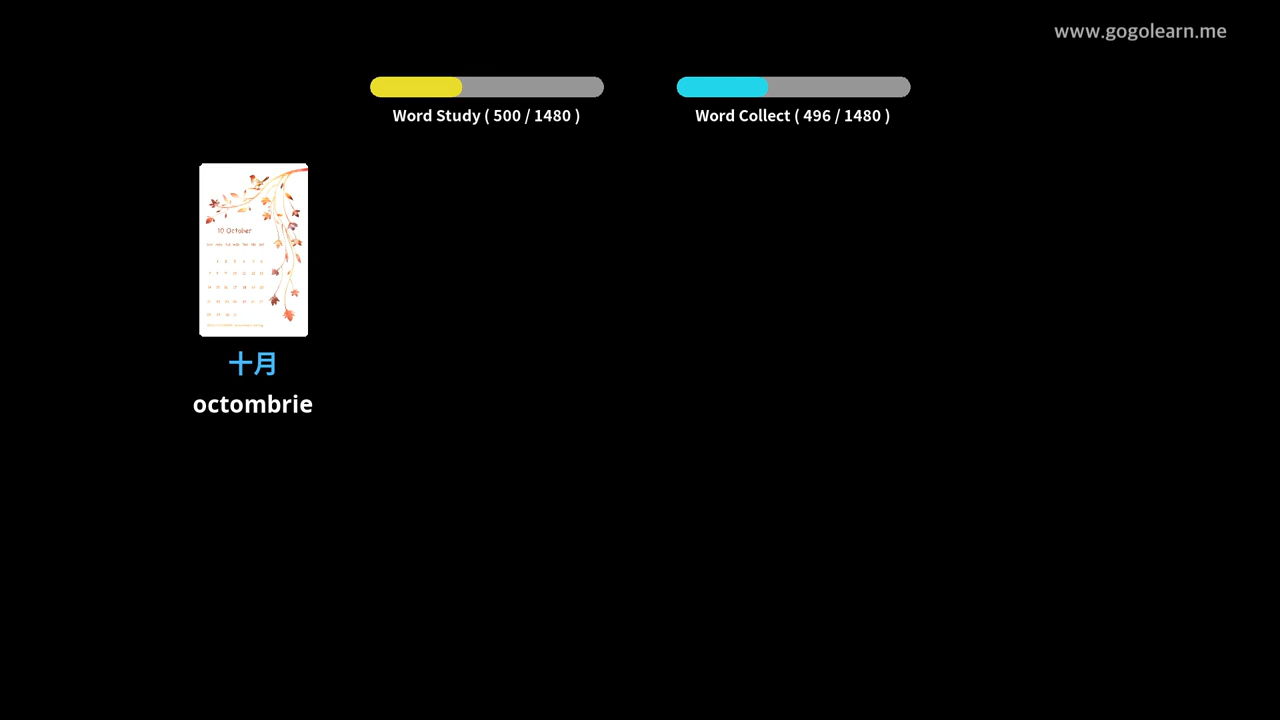 www.gogolearn.me
Word Study ( 500 / 1480 )
Word Collect ( 496 / 1480 )
10 October
十月
octombrie